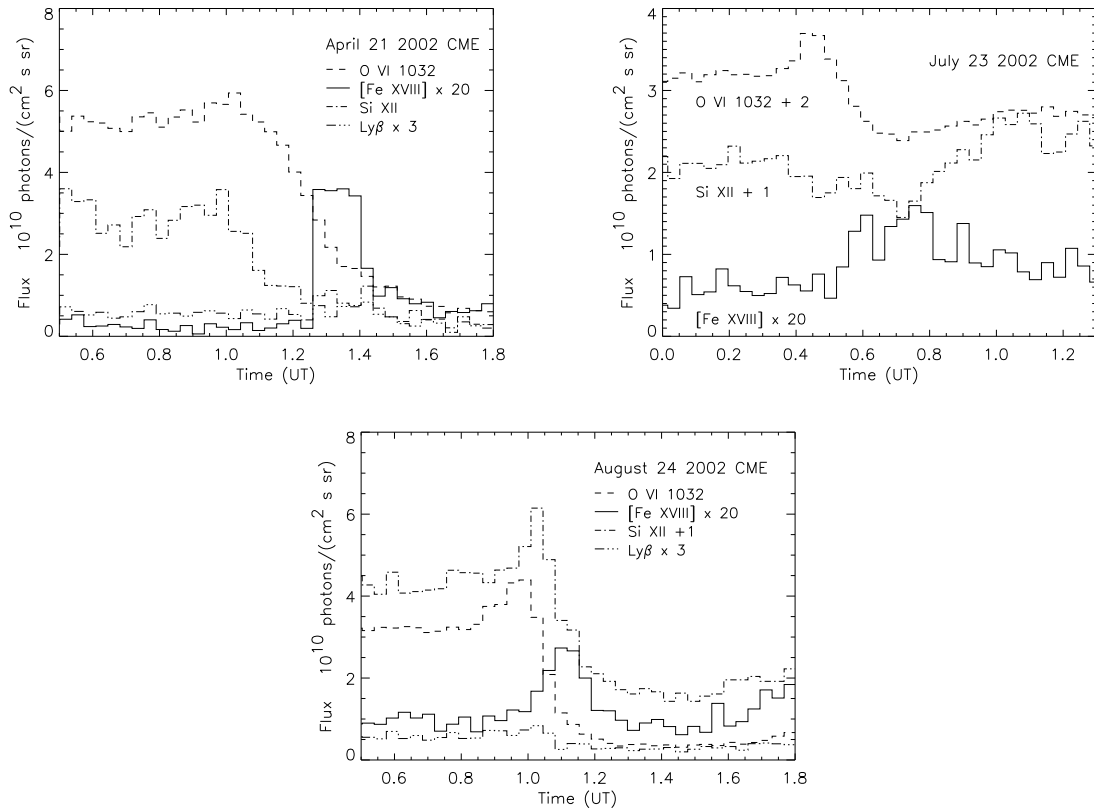 April 21 2002 CME
O VI 1032
[Fe XVIII] x 20
Si XII
Lyβ x 3
8
6
4
2
0
Flux 10^10 photons/(cm^2 s sr)
0.6 0.8 1.0 1.2 1.4 1.6 1.8
Time (UT)
July 23 2002 CME
O VI 1032 + 2
Si XII + 1
[Fe XVIII] x 20
4
3
2
1
0
Flux 10^10 photons/(cm^2 s sr)
0.0 0.2 0.4 0.6 0.8 1.0 1.2
Time (UT)
August 24 2002 CME
O VI 1032
[Fe XVIII] x 20
Si XII +1
Lyβ x 3
8
6
4
2
0
Flux 10^10 photons/(cm^2 s sr)
0.6 0.8 1.0 1.2 1.4 1.6 1.8
Time (UT)